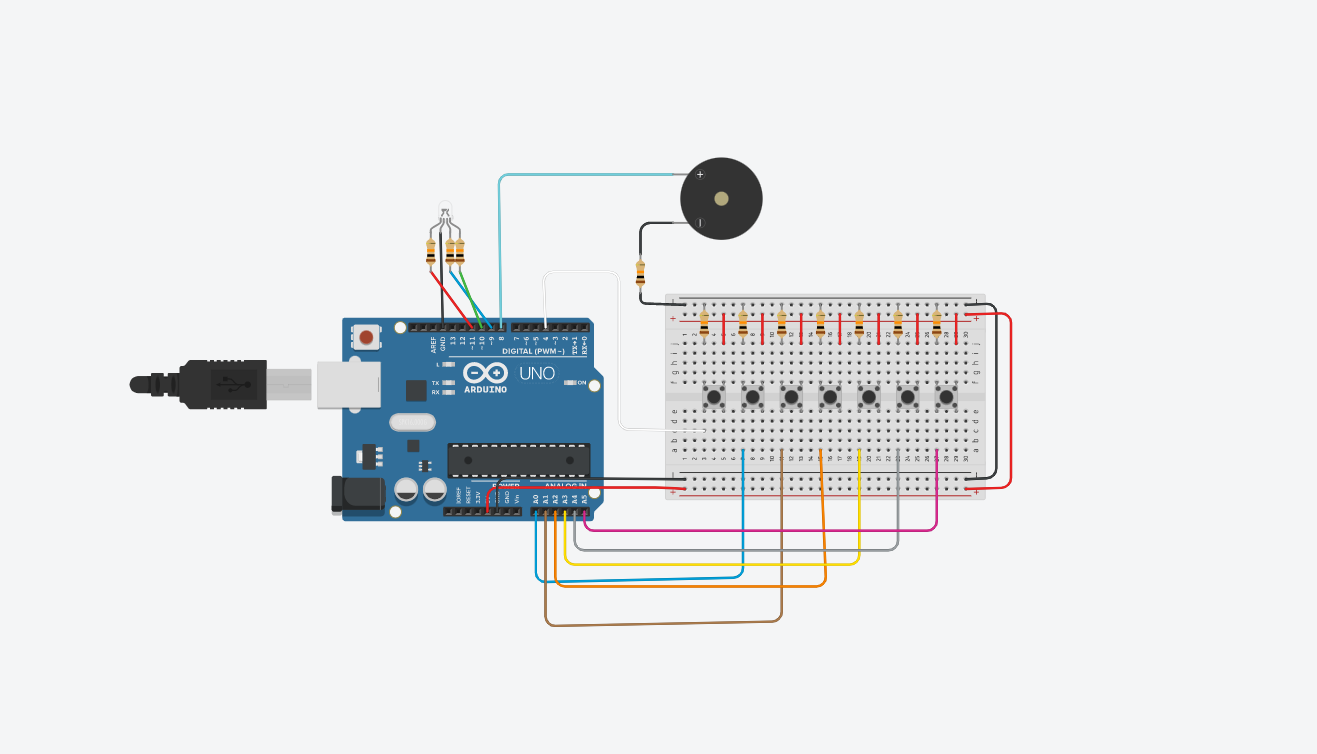 +
AREF
GND
13
12
~11
~10
~9
8
7
~6
~5
4
~3
2
TX→1
RX←0
DIGITAL (PWM~)
L
TX
RX
UNO
ARDUINO
ON
POWER
ANALOG IN
IOREF
RESET
3.3V
GND
Vin
A0
A1
A2
A3
A4
A5
j
i
h
g
f
e
d
c
b
a